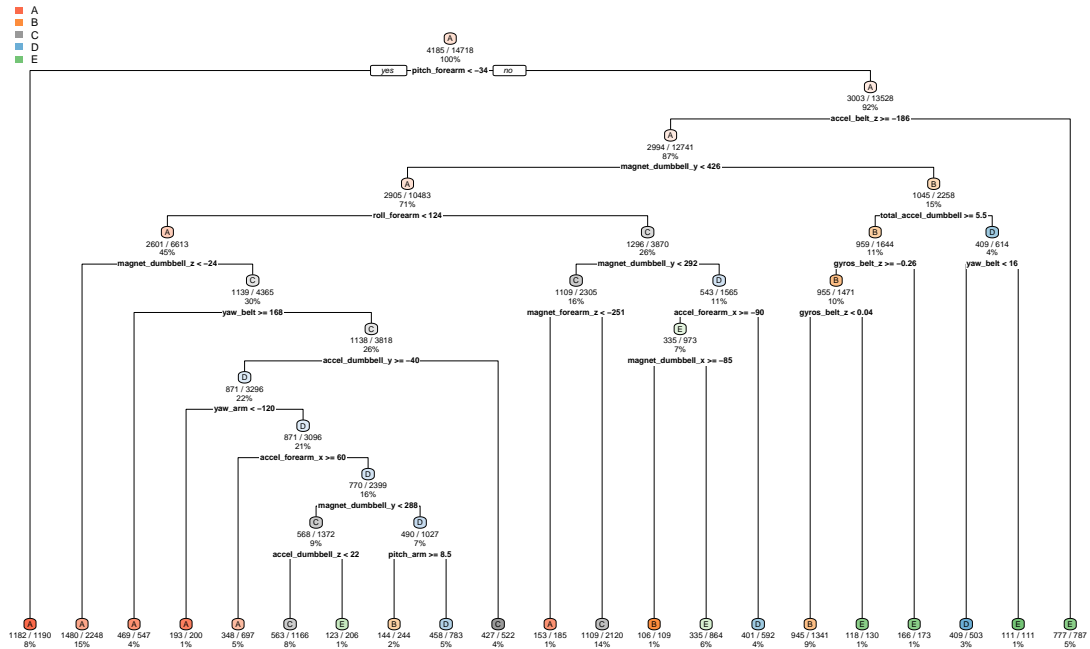 A
B
C
D
E
A
4185 / 14718
100%
yes pitch_forearm < −34 no
A
3003 / 13528
92%
accel_belt_z >= −186
A
2994 / 12741
87%
magnet_dumbbell_y < 426
A B
2905 / 10483 1045 / 2258
71% 15%
roll_forearm < 124 total_accel_dumbbell >= 5.5
A C B D
2601 / 6613 1296 / 3870 959 / 1644 409 / 614
45% 26% 11% 4%
magnet_dumbbell_z < −24 magnet_dumbbell_y < 292 gyros_belt_z >= −0.26 yaw_belt < 16
C C D B
1139 / 4365 1109 / 2305 543 / 1565 955 / 1471
30% 16% 11% 10%
yaw_belt >= 168 magnet_forearm_z < −251 accel_forearm_x >= −90 gyros_belt_z < 0.04
C E
1138 / 3818 335 / 973
26% 7%
accel_dumbbell_y >= −40 magnet_dumbbell_x >= −85
D
871 / 3296
22%
yaw_arm < −120
D
871 / 3096
21%
accel_forearm_x >= 60
D
770 / 2399
16%
magnet_dumbbell_y < 288
C D
568 / 1372 490 / 1027
9% 7%
accel_dumbbell_z < 22 pitch_arm >= 8.5
A A A A A C E B D C A C B E D B E E D E E
1182 / 1190 1480 / 2248 469 / 547 193 / 200 348 / 697 563 / 1166 123 / 206 144 / 244 458 / 783 427 / 522 153 / 185 1109 / 2120 106 / 109 335 / 864 401 / 592 945 / 1341 118 / 130 166 / 173 409 / 503 111 / 111 777 / 787
8% 15% 4% 1% 5% 8% 1% 2% 5% 4% 1% 14% 1% 6% 4% 9% 1% 1% 3% 1% 5%